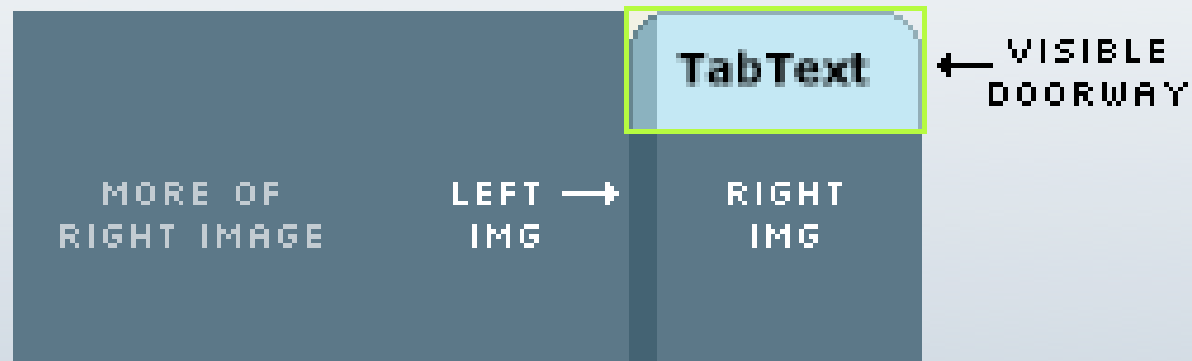 TabText
VISIBLE
DOORWAY
MORE OF
RIGHT IMAGE
LEFT
IMG
RIGHT
IMG